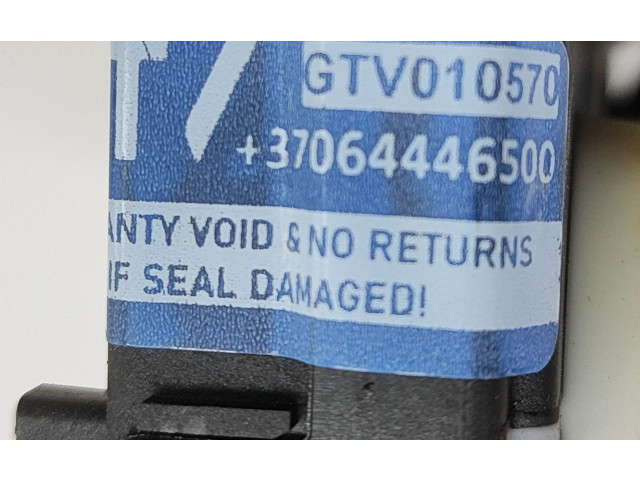 GTV010570
+37064446500
ANTY VOID & NO RETURNS
IF SEAL DAMAGED!